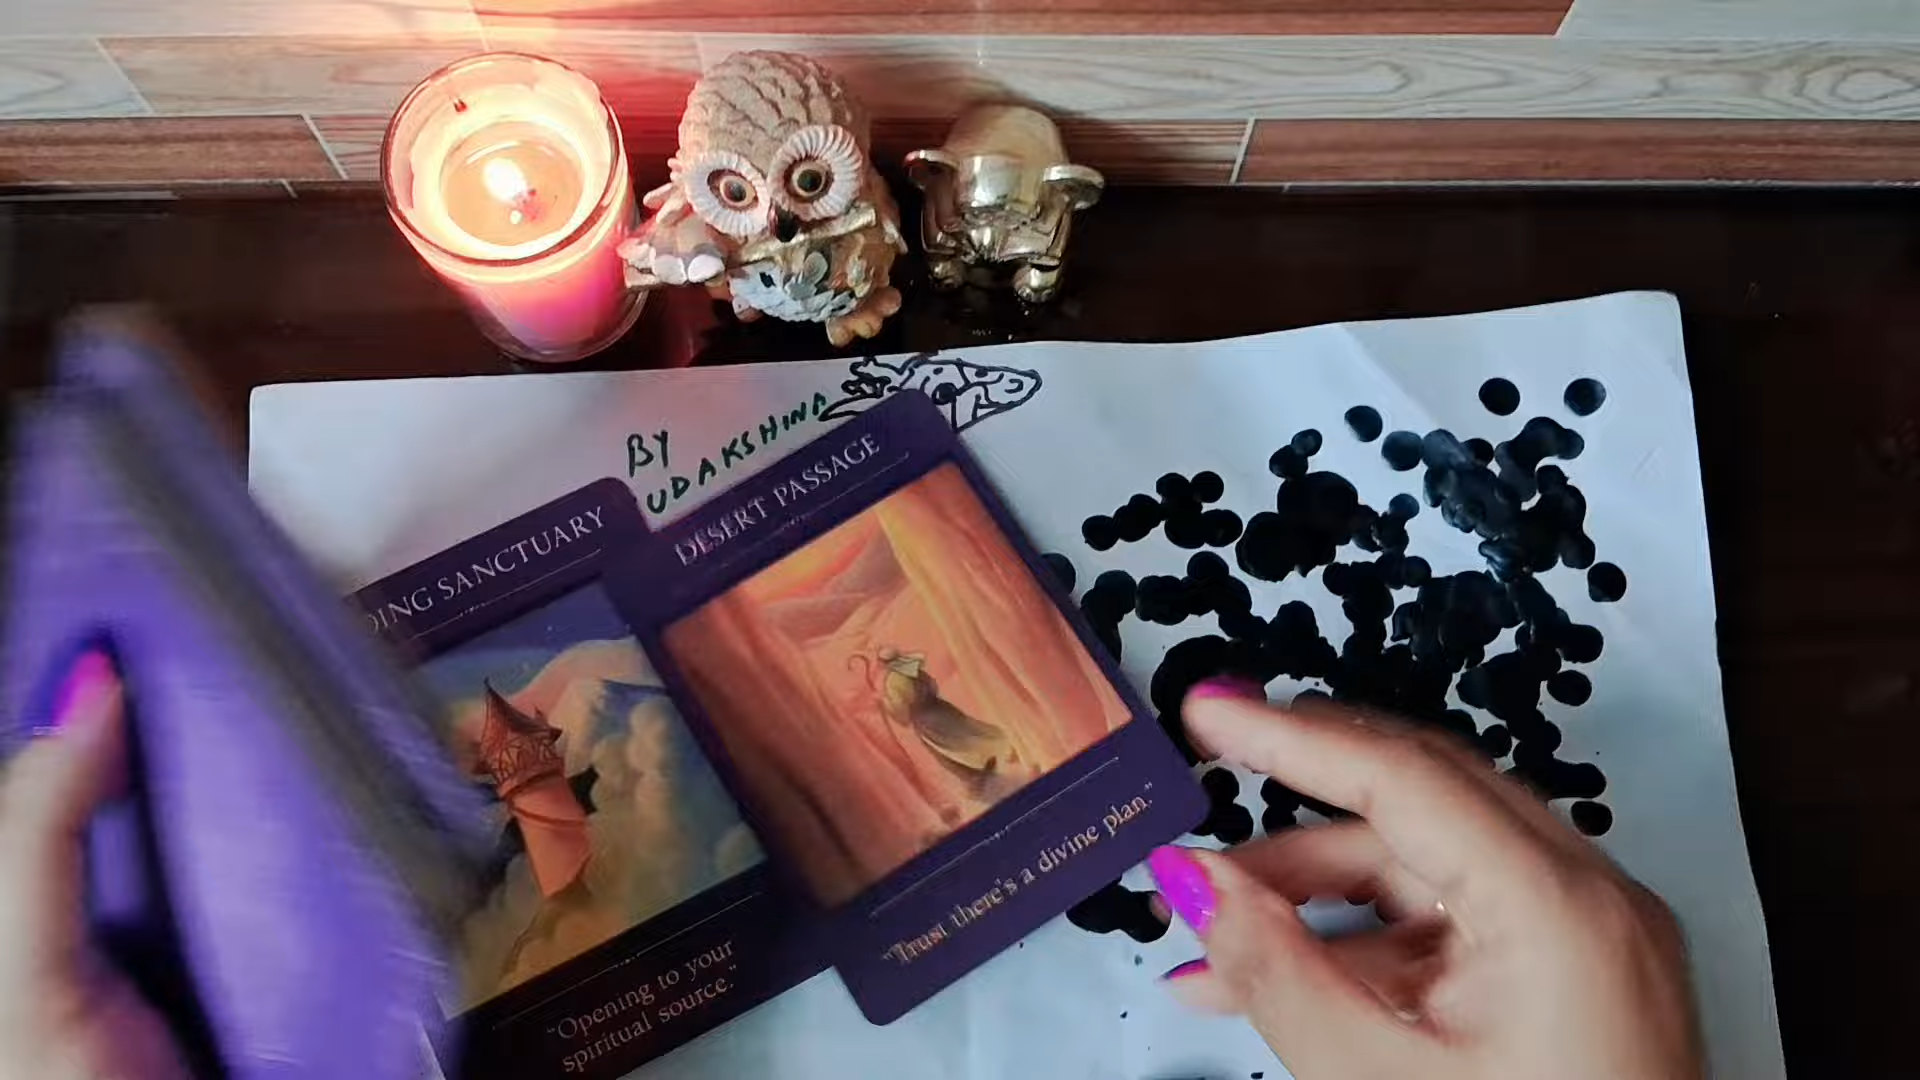 BY
UDAKSHINA
DING SANCTUARY
"Opening to your
spiritual source."
DESERT PASSAGE
"Trust there's a divine plan."